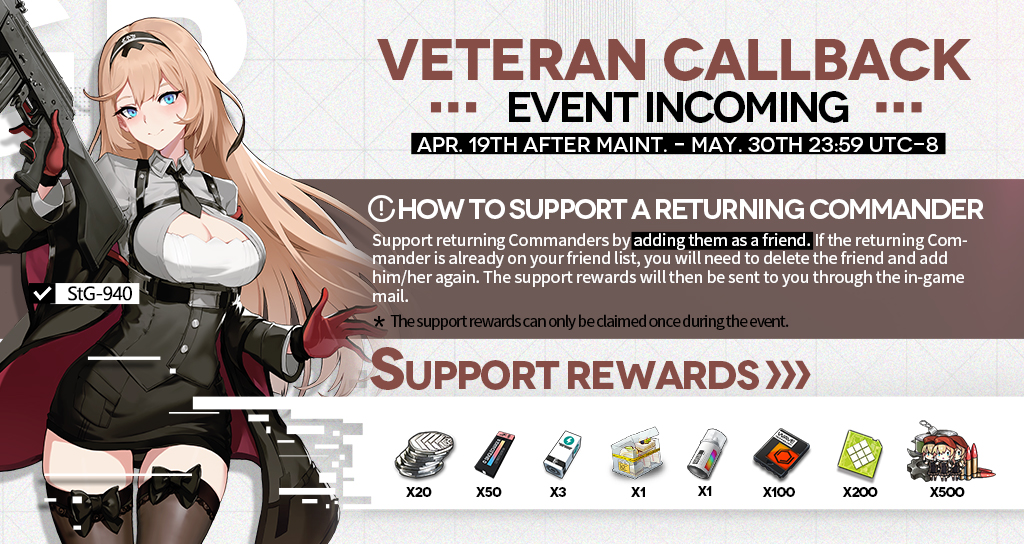 VETERAN CALLBACK
EVENT INCOMING
APR. 19TH AFTER MAINT. - MAY. 30TH 23:59 UTC-8
HOW TO SUPPORT A RETURNING COMMANDER
Support returning Commanders by adding them as a friend. If the returning Com-
mander is already on your friend list, you will need to delete the friend and add
him/her again. The support rewards will then be sent to you through the in-game
mail.
* The support rewards can only be claimed once during the event.
StG-940
SUPPORT REWARDS
X20 X50 X3 X1 X1 X100 X200 X500